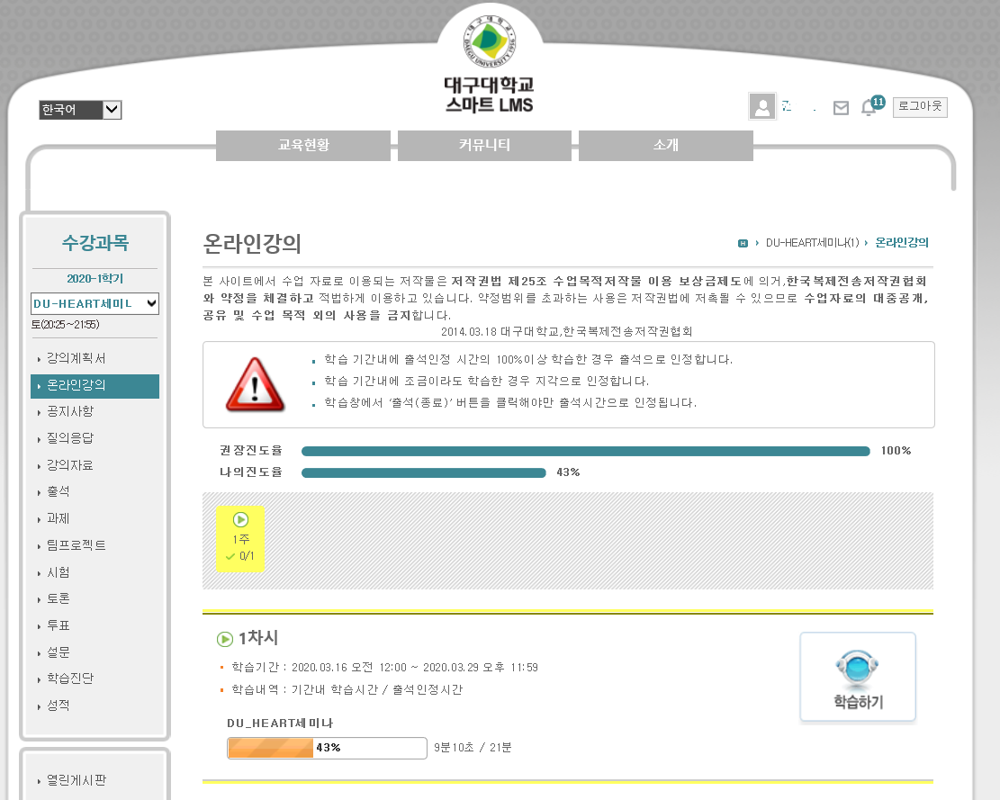 대구대학교
DAEGU UNIVERSITY 1956
대구대학교
스마트 LMS
한국어
11
로그아웃
교육현황
커뮤니티
소개
수강과목
2020-1학기
DU-HEART세미L
토(20:25~21:55)
강의계획서
온라인강의
공지사항
질의응답
강의자료
출석
과제
팀프로젝트
시험
토론
투표
설문
학습진단
성적
열린게시판
온라인강의
H DU-HEART세미나(1) 온라인강의
본 사이트에서 수업 자료로 이용되는 저작물은 저작권법 제25조 수업목적저작물 이용 보상금제도에 의거,한국복제전송저작권협회
와 약정을 체결하고 적법하게 이용하고 있습니다. 약정범위를 초과하는 사용은 저작권법에 저촉될 수 있으므로 수업자료의 대중공개,
공유 및 수업 목적 외의 사용을 금지합니다.
2014.03.18 대구대학교,한국복제전송저작권협회
학습 기간내에 출석인정 시간의 100%이상 학습한 경우 출석으로 인정합니다.
학습 기간내에 조금이라도 학습한 경우 지각으로 인정합니다.
학습창에서 '출석(종료)' 버튼을 클릭해야만 출석시간으로 인정됩니다.
권장진도율 100%
나의진도율 43%
1주
0/1
1차시
학습기간 : 2020.03.16 오전 12:00 ~ 2020.03.29 오후 11:59
학습내역 : 기간내 학습시간 / 출석인정시간
학습하기
DU_HEART세미나
43% 9분10초 / 21분